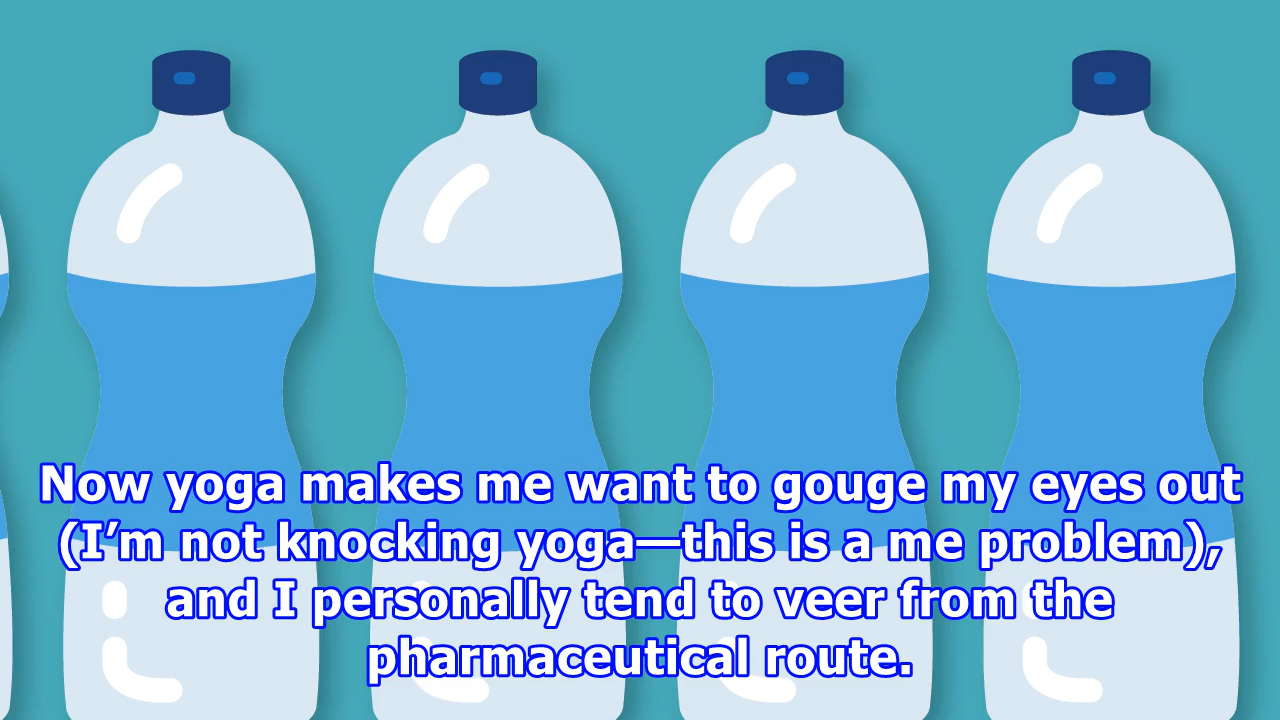 Now yoga makes me want to gouge my eyes out
(I’m not knocking yoga—this is a me problem),
and I personally tend to veer from the
pharmaceutical route.